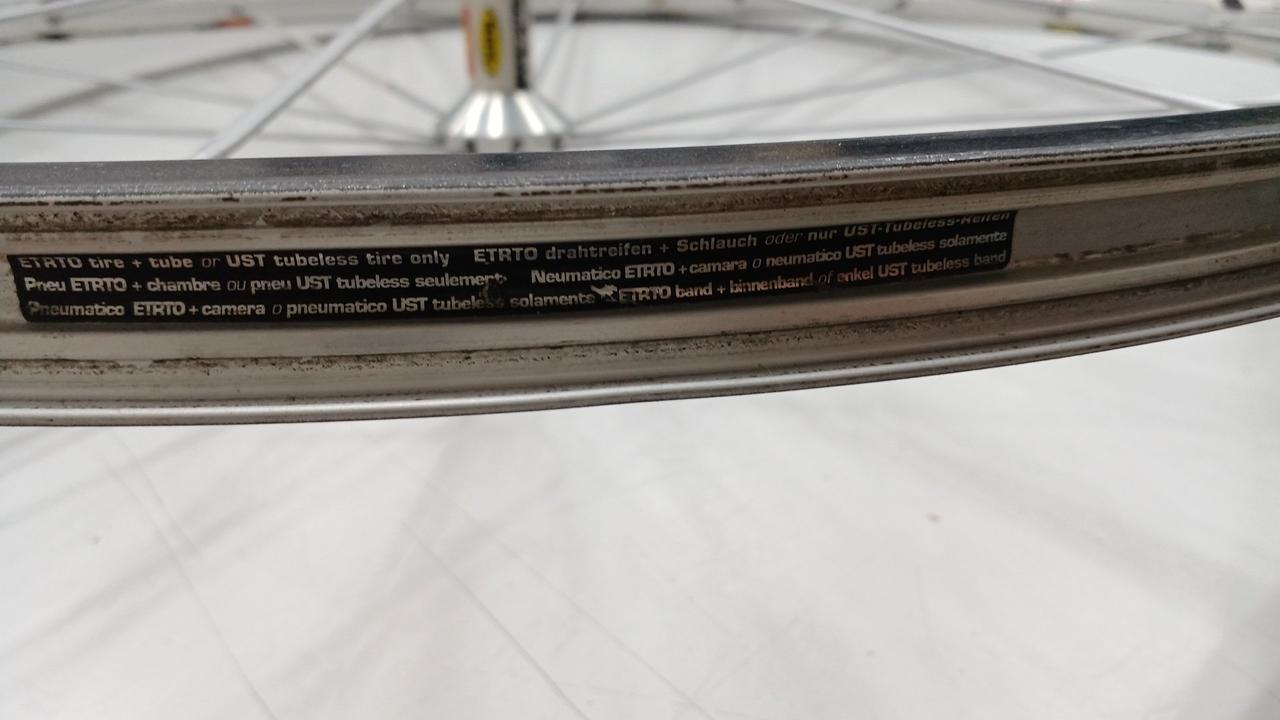 ETRTO tire + tube or UST tubeless tire only ETRTO drahtreifen + Schlauch oder nur UST-Tubeless-Reifen
Pneu ETRTO + chambre ou pneu UST tubeless seulement Neumatico ETRTO + camara o neumatico UST tubeless solamente
Pneumatico ETRTO + camera o pneumatico UST tubeless solamente ETRTO band + binnenband of enkel UST tubeless band